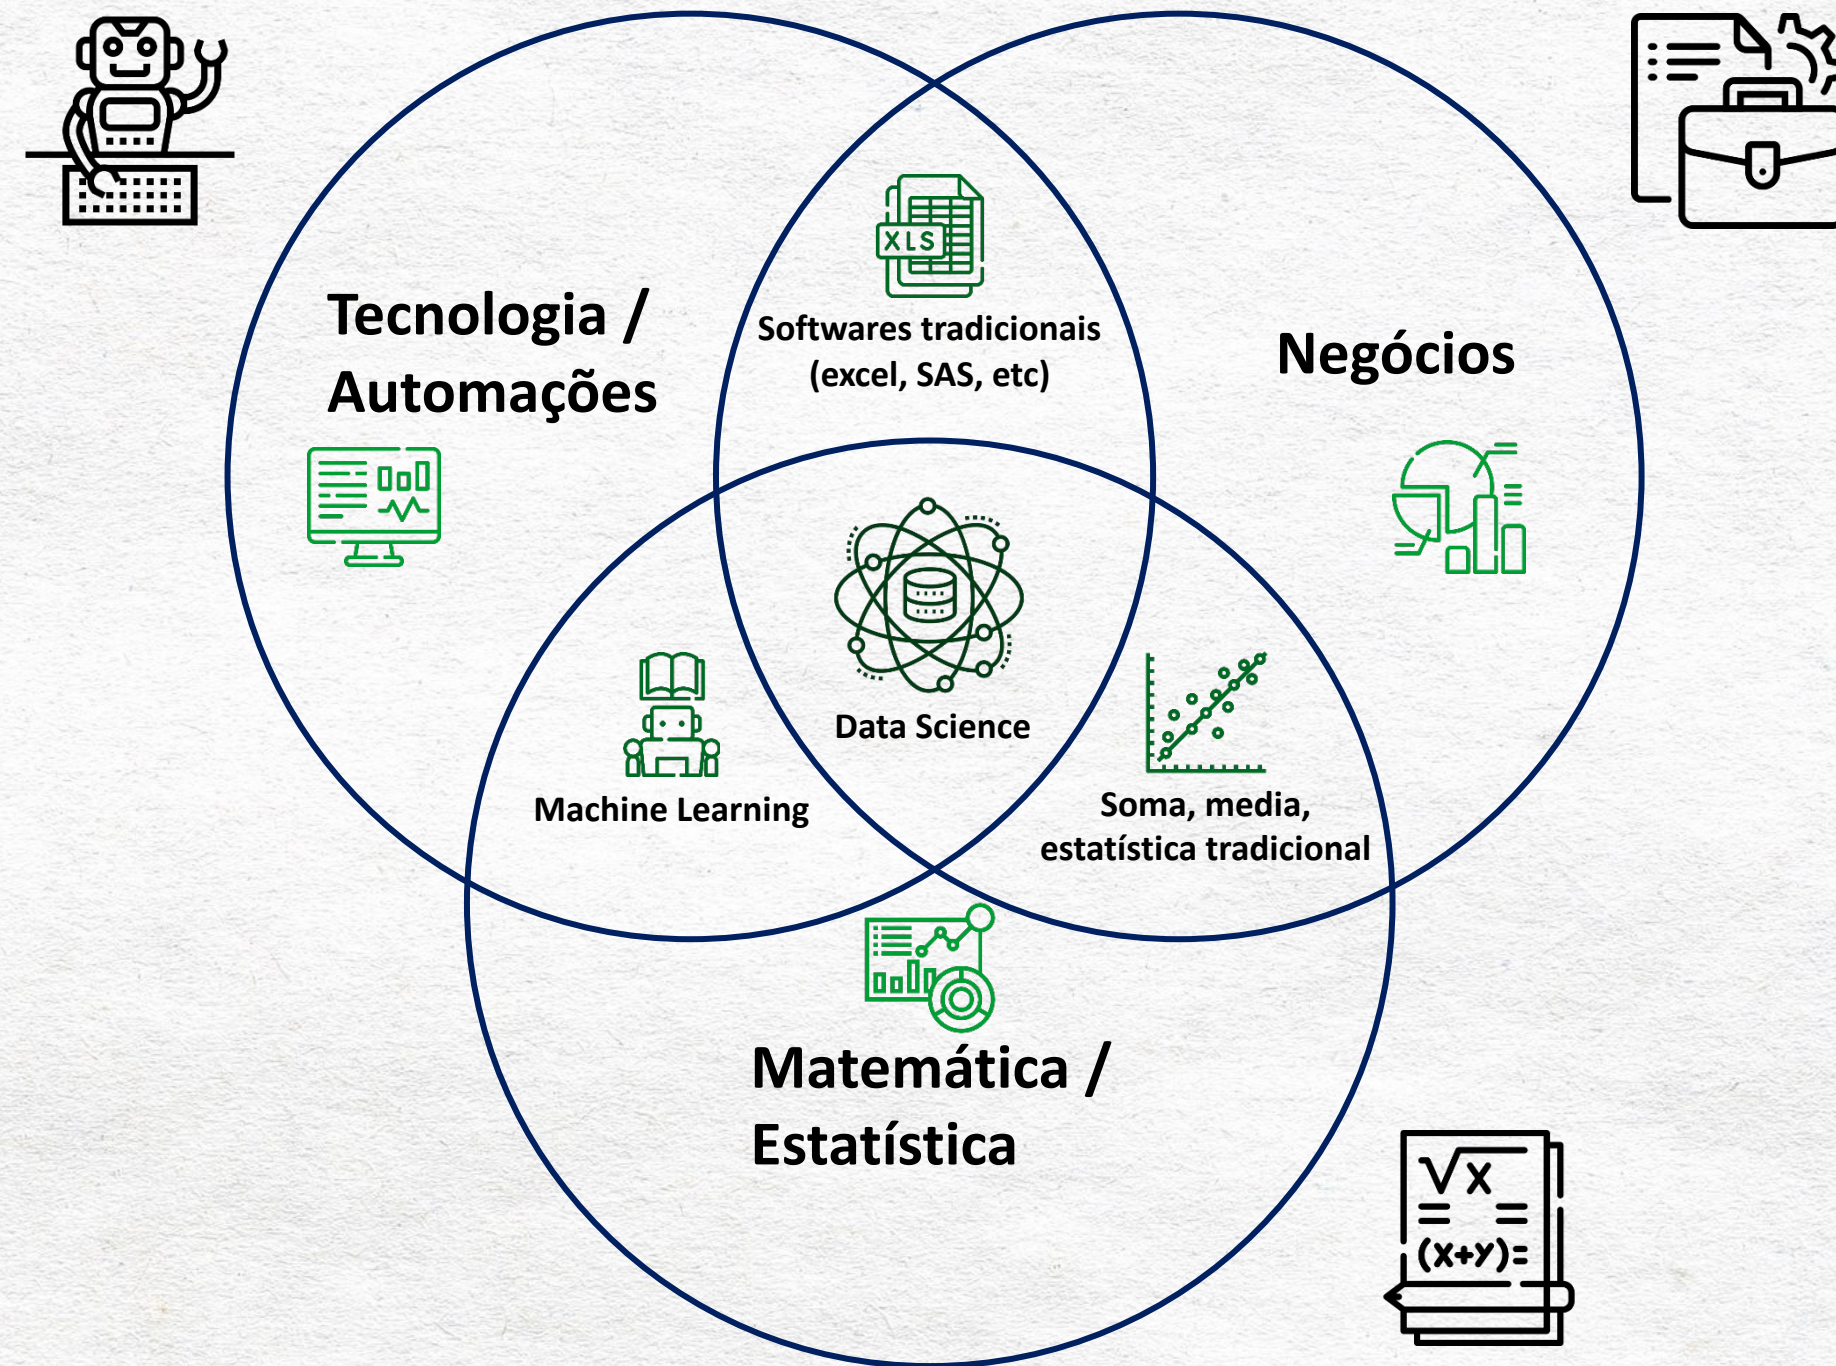 XLS
Softwares tradicionais
(excel, SAS, etc)
Tecnologia /
Automações
Negócios
Data Science
Machine Learning
Soma, media,
estatística tradicional
Matemática /
Estatística
√x
= =
(x+y)=